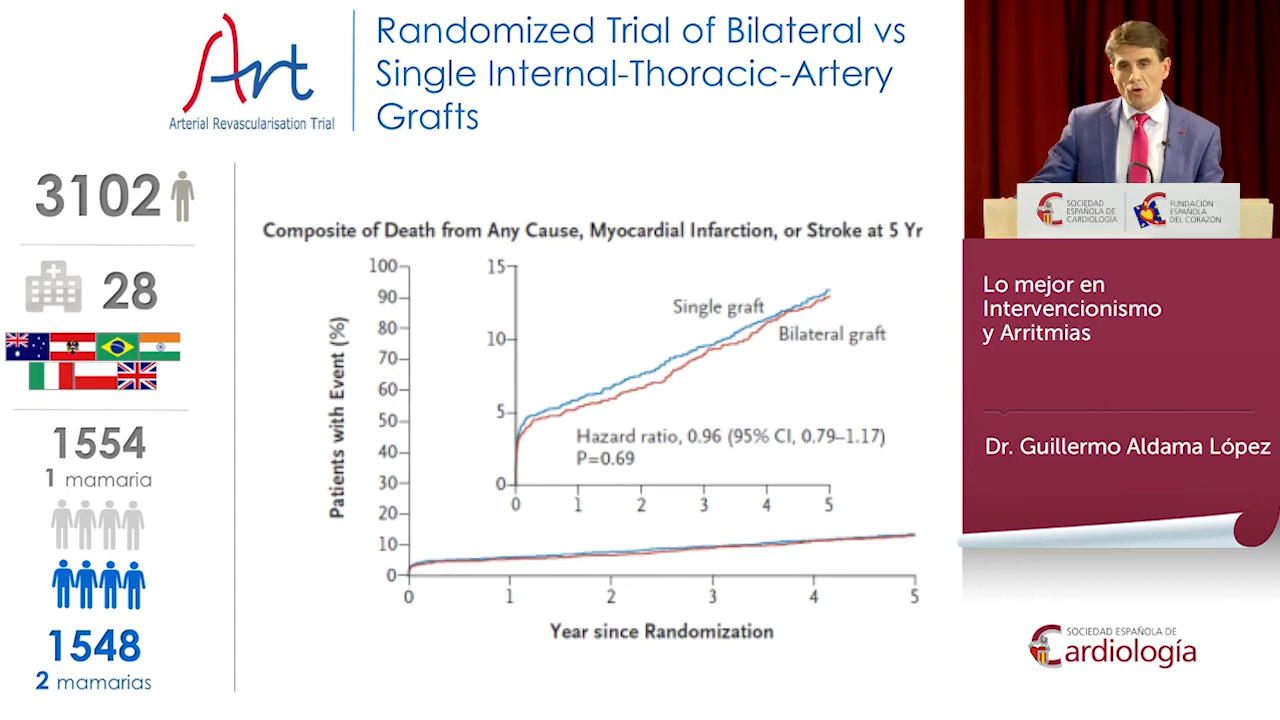 Art
Arterial Revascularisation Trial
Randomized Trial of Bilateral vs
Single Internal-Thoracic-Artery
Grafts
3102
28
1554
1 mamaria
1548
2 mamarias
Composite of Death from Any Cause, Myocardial Infarction, or Stroke at 5 Yr
Patients with Event (%)
100
90
80
70
60
50
40
30
20
10
0
0 1 2 3 4 5
Year since Randomization
15
10
5
0
0 1 2 3 4 5
Single graft
Bilateral graft
Hazard ratio, 0.96 (95% CI, 0.79–1.17)
P=0.69
SOCIEDAD
ESPAÑOLA DE
CARDIOLOGÍA
FUNDACIÓN
ESPAÑOLA
DEL CORAZÓN
Lo mejor en
Intervencionismo
y Arritmias
Dr. Guillermo Aldama López
SOCIEDAD ESPAÑOLA DE
Cardiología